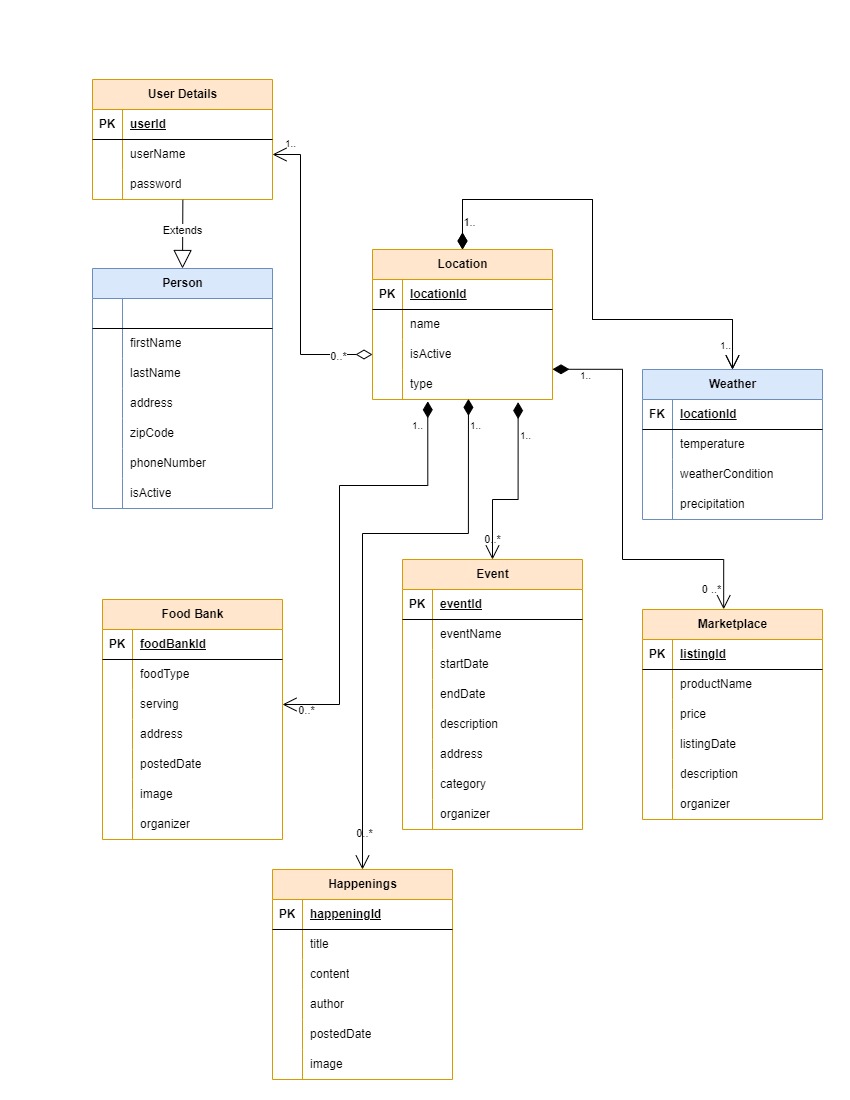 User Details
PK userId
userName
password
1..
Extends
Person
firstName
lastName
address
zipCode
phoneNumber
isActive
1..
Location
PK locationId
name
isActive
type
0..*
1..
1..
1..
1..
1..
Weather
FK locationId
temperature
weatherCondition
precipitation
0..*
Event
PK eventId
eventName
startDate
endDate
description
address
category
organizer
0 ..*
Marketplace
PK listingId
productName
price
listingDate
description
organizer
Food Bank
PK foodBankId
foodType
serving
address
postedDate
image
organizer
0..*
0..*
Happenings
PK happeningId
title
content
author
postedDate
image